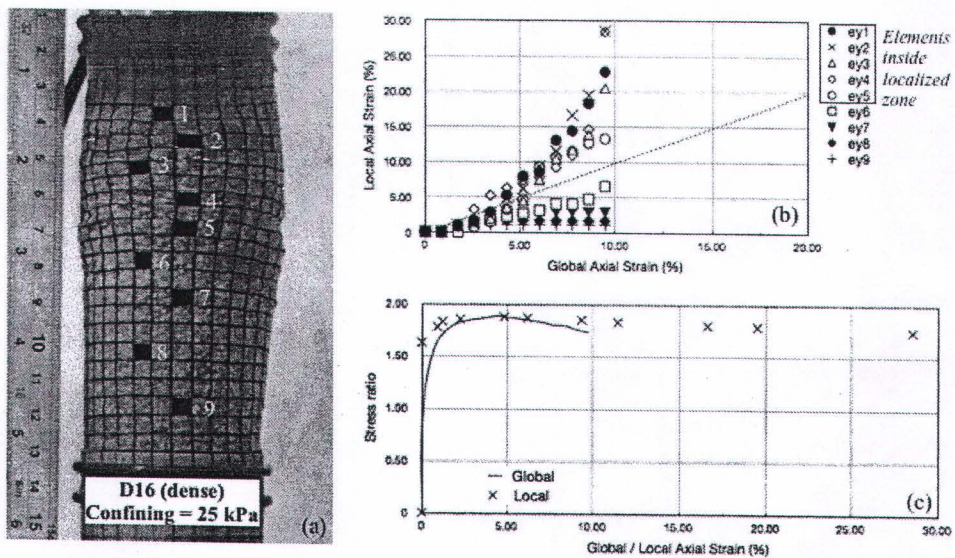 1
2
3
4
5
6
7
8
9
D16 (dense)
Confining = 25 kPa
(a)
Local Axial Strain (%)
30.00
25.00
20.00
15.00
10.00
5.00
0
0 5.00 10.00 15.00 20.00
Global Axial Strain (%)
(b)
ey1
ey2
ey3
ey4
ey5
ey6
ey7
ey8
ey9
Elements
inside
localized
zone
Stress ratio
2.00
1.50
1.00
0.50
0
0 5.00 10.00 15.00 20.00 25.00 30.00
Global / Local Axial Strain (%)
Global
Local
(c)